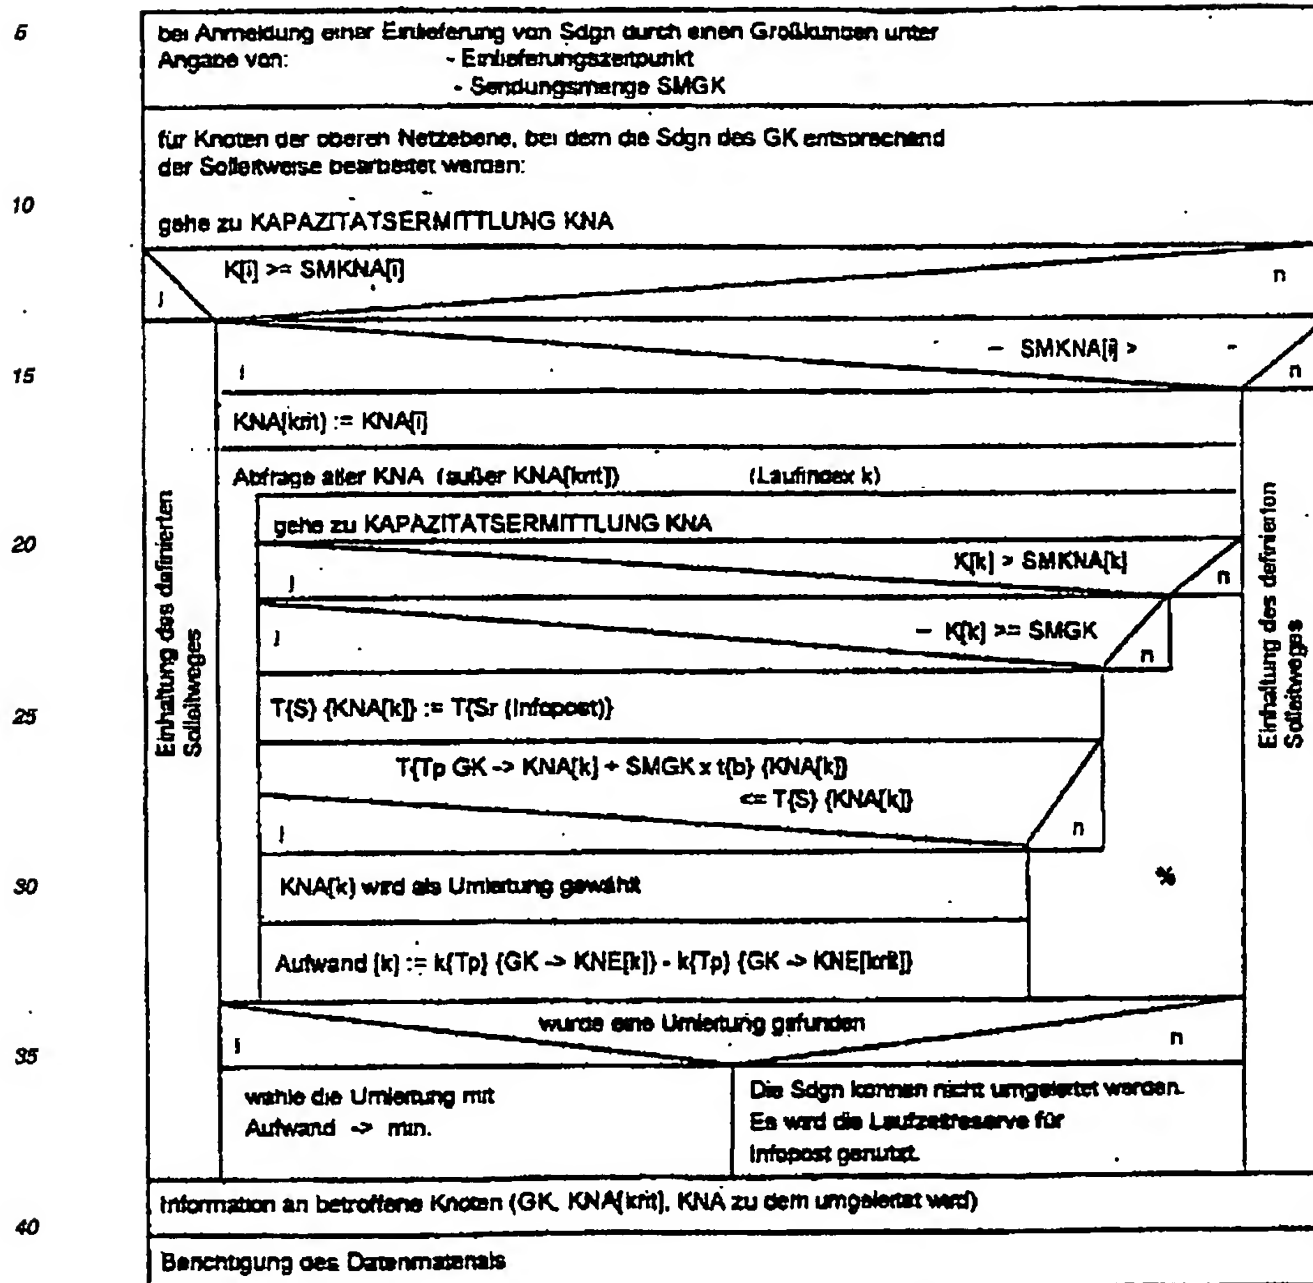 5
bei Anmeldung einer Einlieferung von Sdgn durch einen Großkunden unter
Angabe von: - Einlieferungszeitpunkt
- Sendungsmenge SMGK
für Knoten der oberen Netzebene, bei dem die Sdgn des GK entsprechend
der Solleitweise bearbeitet werden:
10
gehe zu KAPAZITATSERMITTLUNG KNA
K[i] >= SMKNA[i]
j
n
– SMKNA[i] > -
15
j
n
KNA[krit) := KNA[i]
Abfrage aller KNA (außer KNA[krit]) (Laufindex k)
gehe zu KAPAZITATSERMITTLUNG KNA
20
K[k] > SMKNA[k]
j
n
– K[k] >= SMGK
j
n
Einhaltung des definierten
Solleitweges
Einhaltung des definierten
Solleitweges
25
T{S} {KNA[k]} := T{Sr (Infopost)}
T{Tp GK -> KNA[k] + SMGK x t{b} {KNA[k]}
<= T{S} {KNA[k]}
j
n
30
KNA[k] wird als Umleitung gewählt
%
Aufwand [k] := k{Tp} {GK -> KNE[k]} - k{Tp} {GK -> KNE[krit]}
wurde eine Umleitung gefunden
35
j
n
wähle die Umleitung mit
Aufwand -> min.
Die Sdgn können nicht umgeleitet werden.
Es wird die Laufzeitreserve für
Infopost genutzt.
Information an betroffene Knoten (GK, KNA[krit], KNA zu dem umgeleitet wird)
40
Berichtigung des Datenmaterials